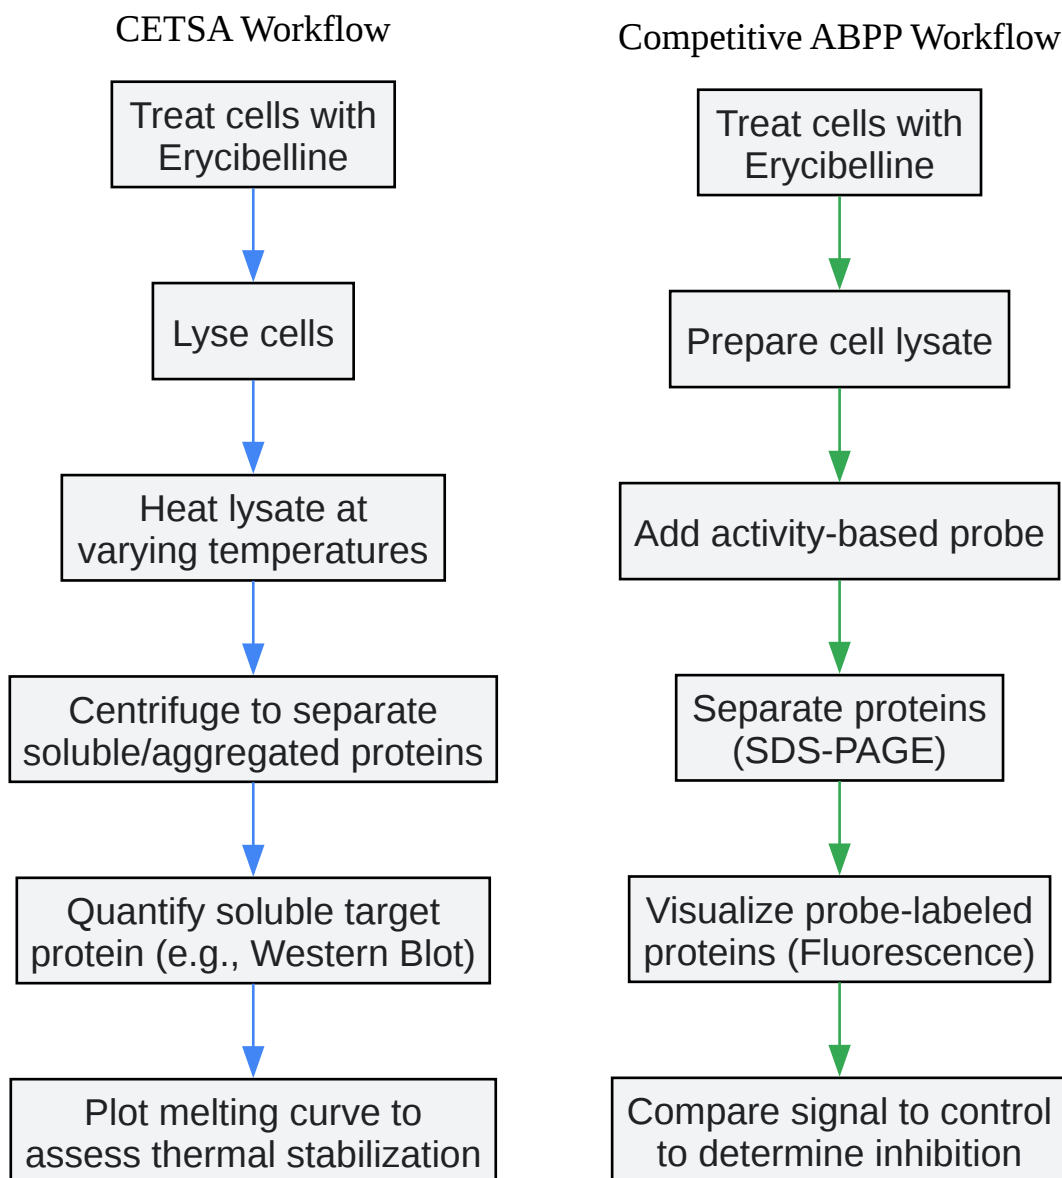 CETSA Workflow
Treat cells with
Erycibelline
Lyse cells
Heat lysate at
varying temperatures
Centrifuge to separate
soluble/aggregated proteins
Quantify soluble target
protein (e.g., Western Blot)
Plot melting curve to
assess thermal stabilization
Competitive ABPP Workflow
Treat cells with
Erycibelline
Prepare cell lysate
Add activity-based probe
Separate proteins
(SDS-PAGE)
Visualize probe-labeled
proteins (Fluorescence)
Compare signal to control
to determine inhibition